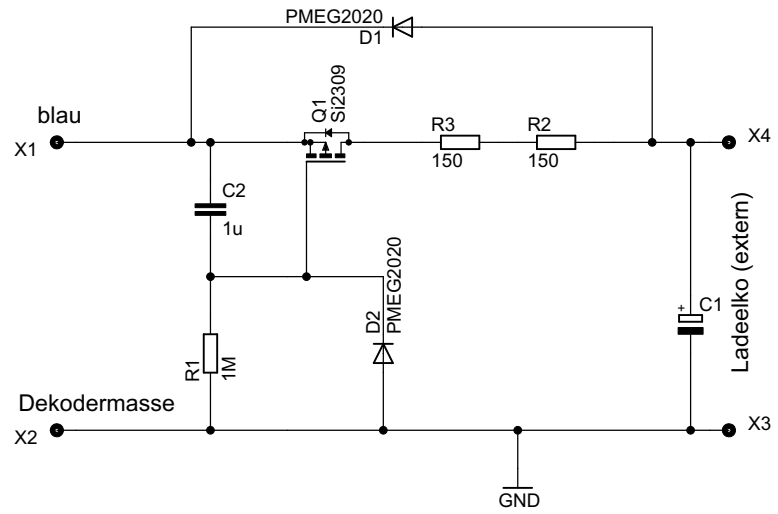 PMEG2020
D1
Q1
Si2309
blau
X1
R3
150
R2
150
X4
C2
1u
D2
PMEG2020
Ladeelko (extern)
+
C1
R1
1M
Dekodermasse
X2
X3
GND